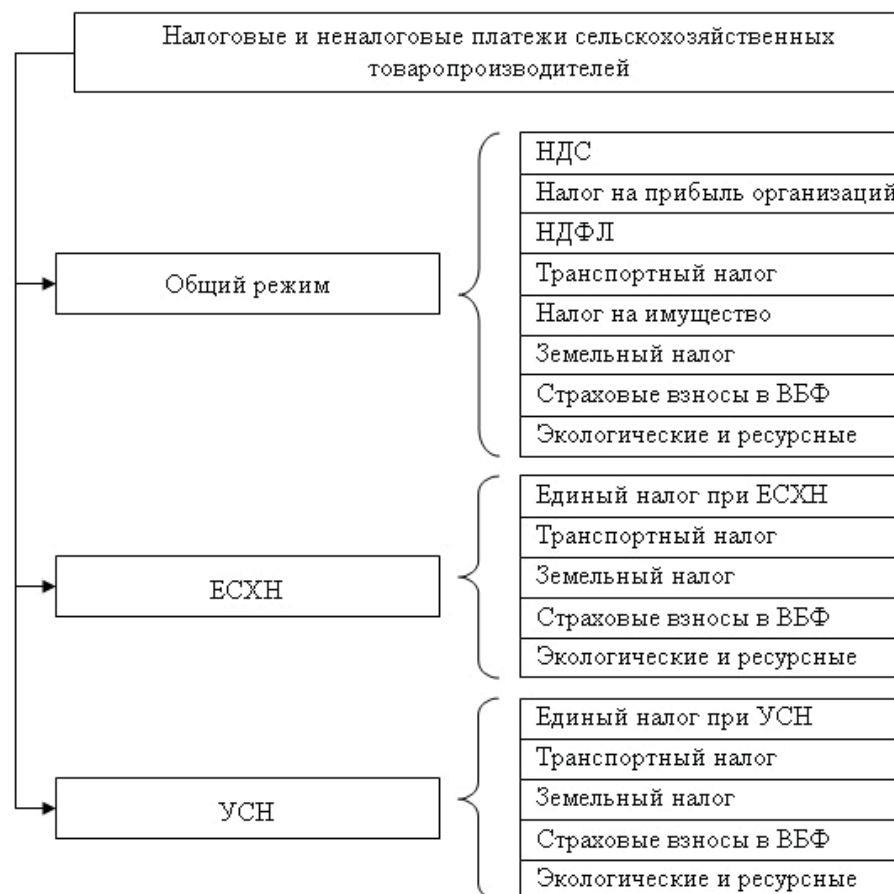 Налоговые и неналоговые платежи сельскохозяйственных
товаропроизводителей
Общий режим
НДС
Налог на прибыль организаций
НДФЛ
Транспортный налог
Налог на имущество
Земельный налог
Страховые взносы в ВБФ
Экологические и ресурсные
ЕСХН
Единый налог при ЕСХН
Транспортный налог
Земельный налог
Страховые взносы в ВБФ
Экологические и ресурсные
УСН
Единый налог при УСН
Транспортный налог
Земельный налог
Страховые взносы в ВБФ
Экологические и ресурсные